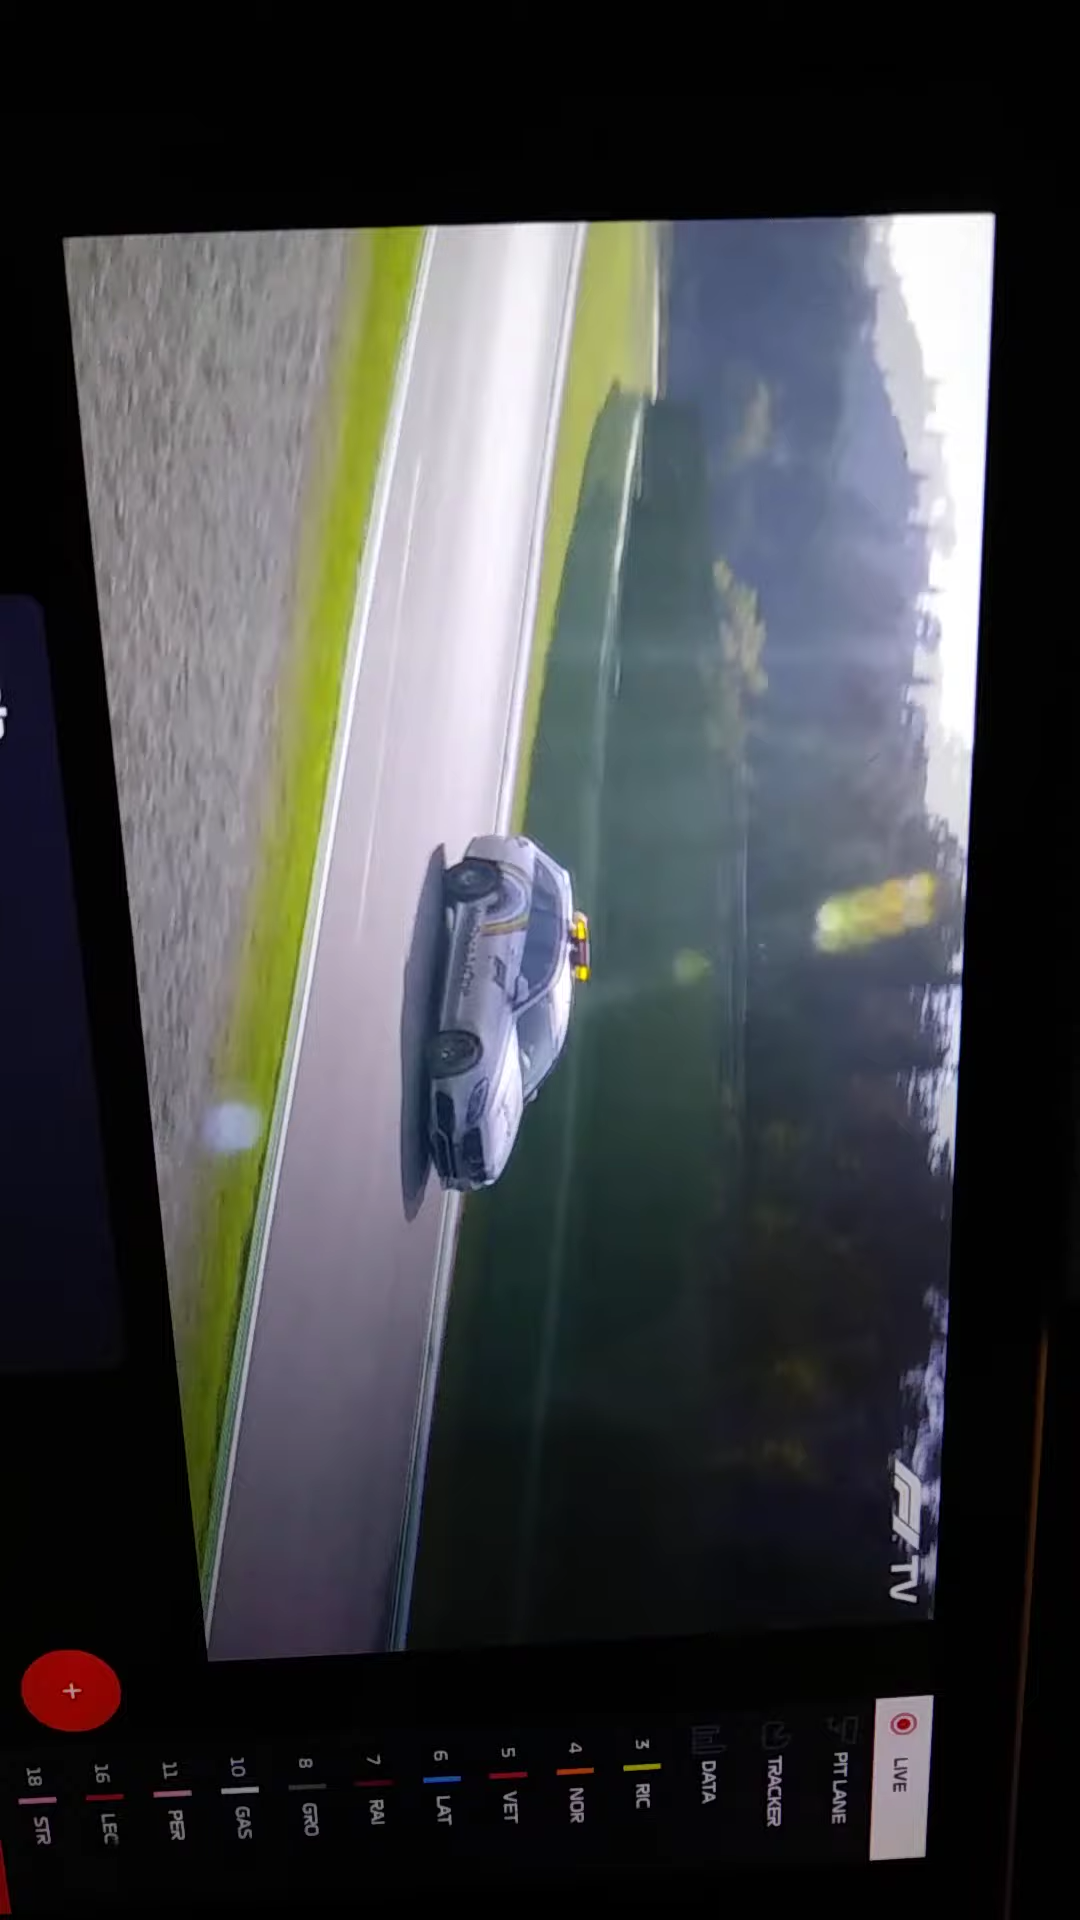 F1 TV
LIVE
PIT LANE
TRACKER
DATA
3 RIC
4 NOR
5 VET
6 LAT
7 RAI
8 GRO
10 GAS
11 PER
16 LEC
18 STR
+